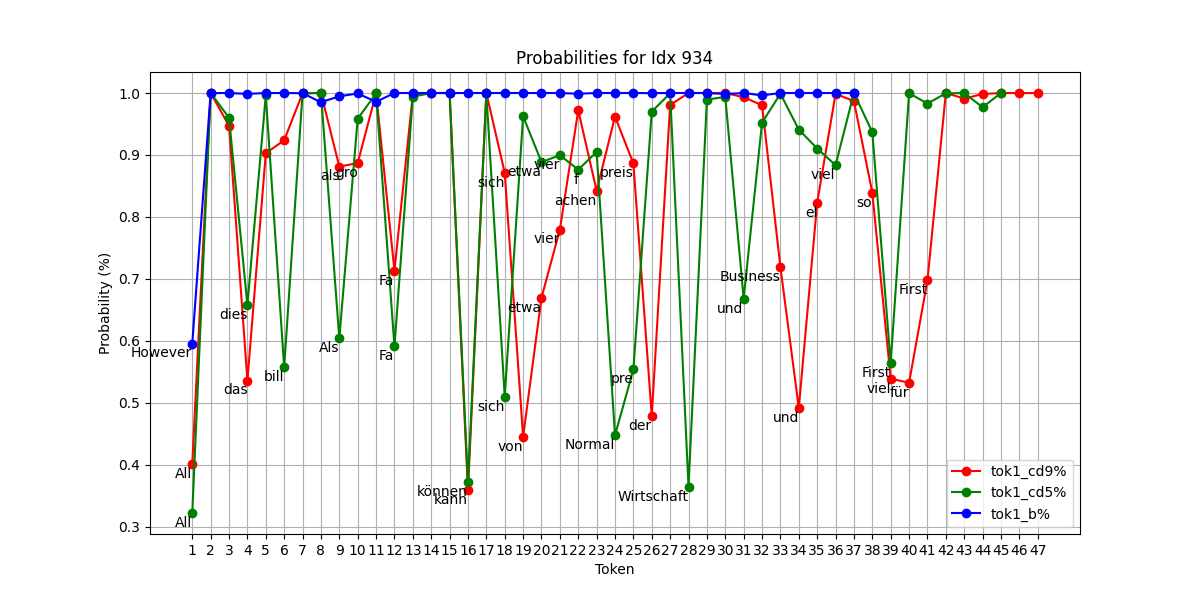 Probabilities for Idx 934
Probability (%)
1.0
0.9
0.8
0.7
0.6
0.5
0.4
0.3
However
All
All
dies
das
bill
als
gro
Als
Fa
Fa
können
kann
sich
sich
etwa
vier
von
etwa
vier
f
achen
preis
Normal
pre
der
Wirtschaft
Business
und
und
er
viel
so
First
viel
für
First
tok1_cd9%
tok1_cd5%
tok1_b%
1 2 3 4 5 6 7 8 9 10 11 12 13 14 15 16 17 18 19 20 21 22 23 24 25 26 27 28 29 30 31 32 33 34 35 36 37 38 39 40 41 42 43 44 45 46 47
Token